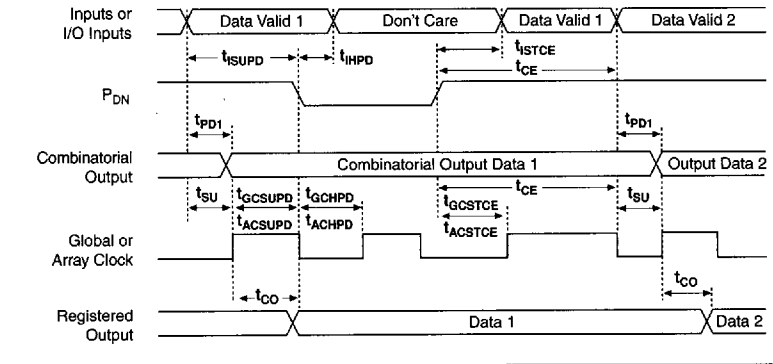 Inputs or
I/O Inputs
Data Valid 1
Don't Care
Data Valid 1
Data Valid 2
tISUPD
tIHPD
tISTCE
tCE
PDN
tPD1
tPD1
Combinatorial
Output
Combinatorial Output Data 1
Output Data 2
tSU
tGCSUPD
tGCHPD
tCE
tSU
tGCSTCE
tACSUPD
tACHPD
tACSTCE
Global or
Array Clock
tCO
tCO
Registered
Output
Data 1
Data 2